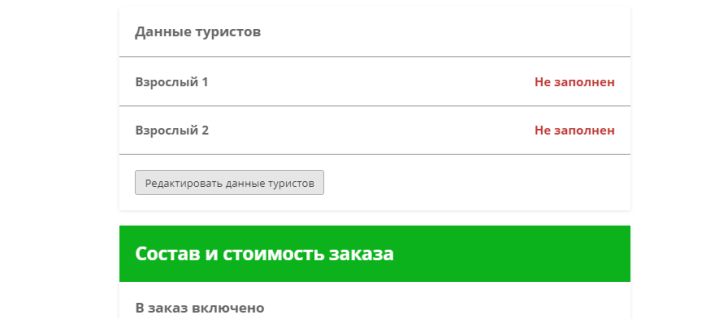 Данные туристов
Взрослый 1 Не заполнен
Взрослый 2 Не заполнен
Редактировать данные туристов
Состав и стоимость заказа
В заказ включено